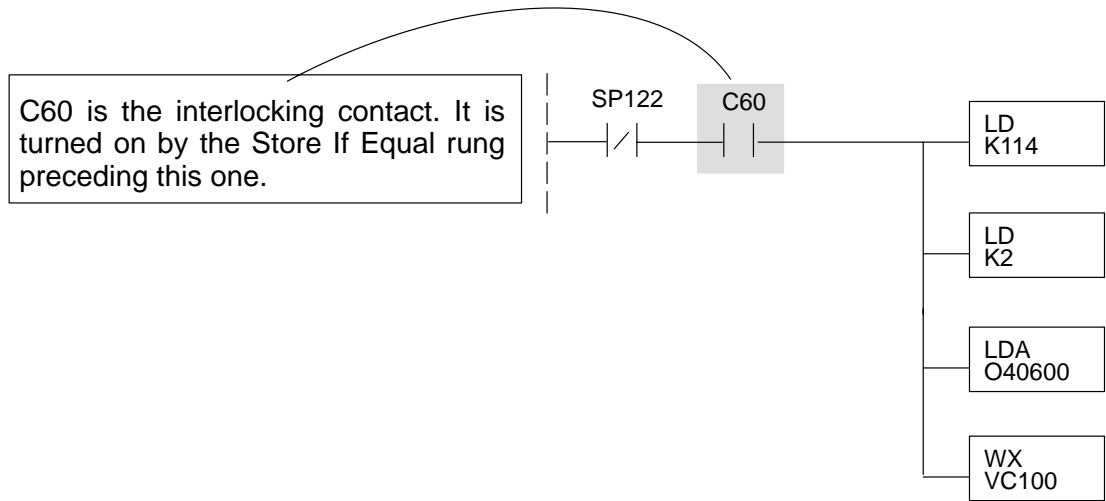 C60 is the interlocking contact. It is
turned on by the Store If Equal rung
preceding this one.
SP122
C60
LD
K114
LD
K2
LDA
O40600
WX
VC100